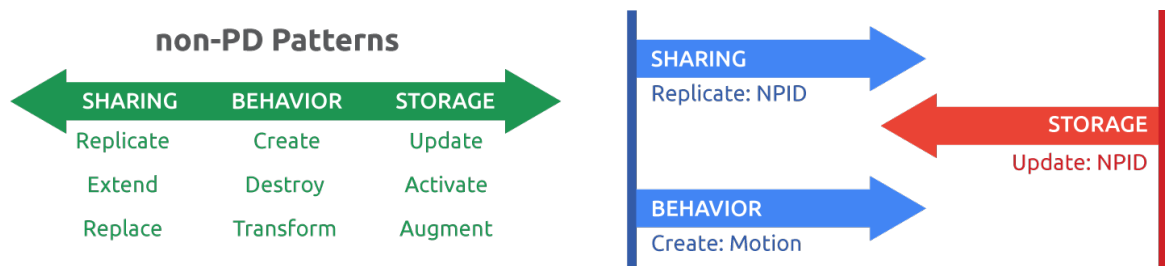 non-PD Patterns
SHARING BEHAVIOR STORAGE
Replicate Create Update
Extend Destroy Activate
Replace Transform Augment
SHARING
Replicate: NPID
STORAGE
Update: NPID
BEHAVIOR
Create: Motion